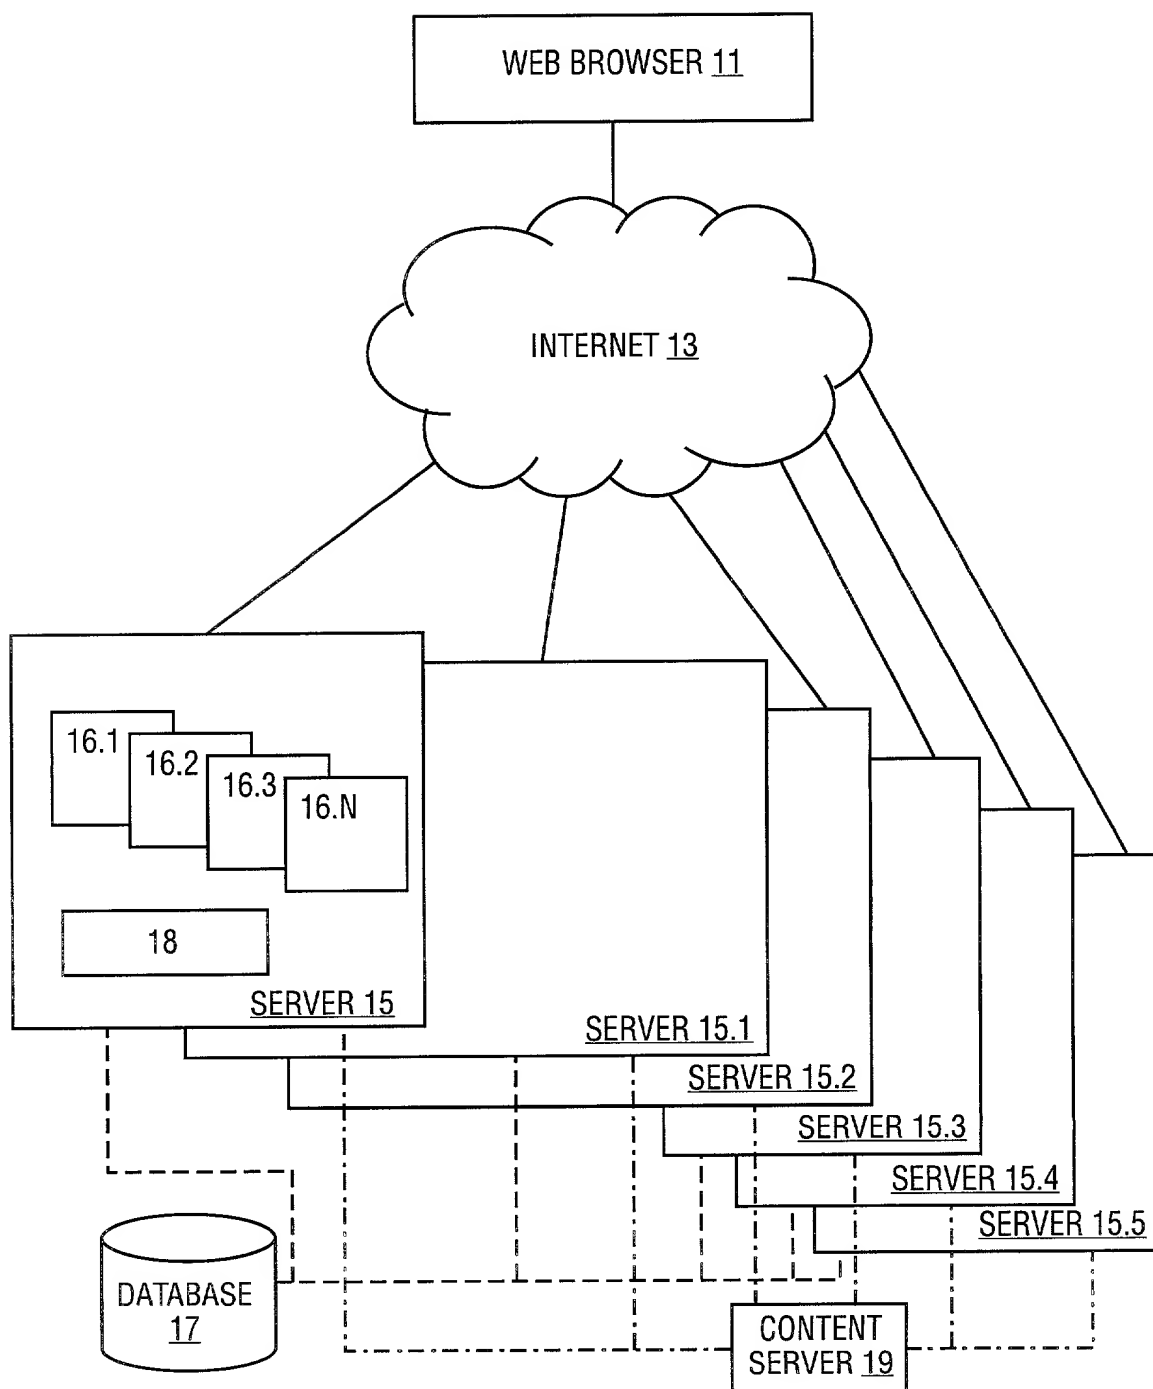 WEB BROWSER 11
INTERNET 13
16.1
16.2
16.3
16.N
18
SERVER 15
SERVER 15.1
SERVER 15.2
SERVER 15.3
SERVER 15.4
SERVER 15.5
DATABASE
17
CONTENT
SERVER 19